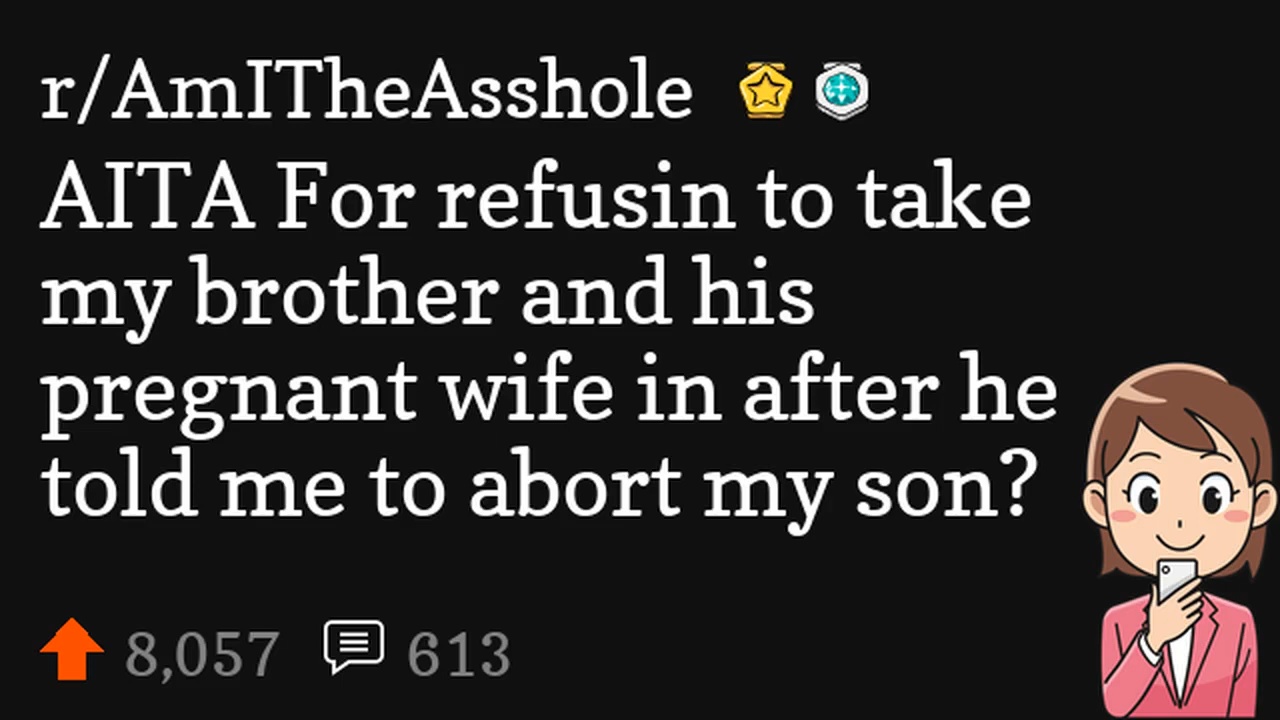 r/AmITheAsshole
AITA For refusin to take
my brother and his
pregnant wife in after he
told me to abort my son?
8,057 613